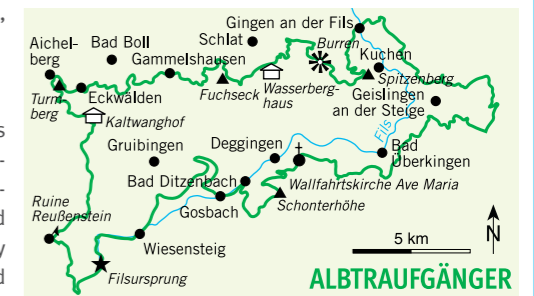 Gingen an der Fils
Aichel-
berg
Bad Boll
Schlat
Burren
Gammelshausen
Kuchen
Spitzenberg
Turm-
berg
Eckwälden
Fuchseck
Wasserberg-
haus
Geislingen
an der Steige
Kaltwanghof
Fils
Gruibingen
Deggingen
Bad
Überkingen
Bad Ditzenbach
Wallfahrtskirche Ave Maria
Ruine
Reußenstein
Gosbach
Schonterhöhe
Wiesensteig
5 km
N
Filsursprung
ALBTRAUFGÄNGER